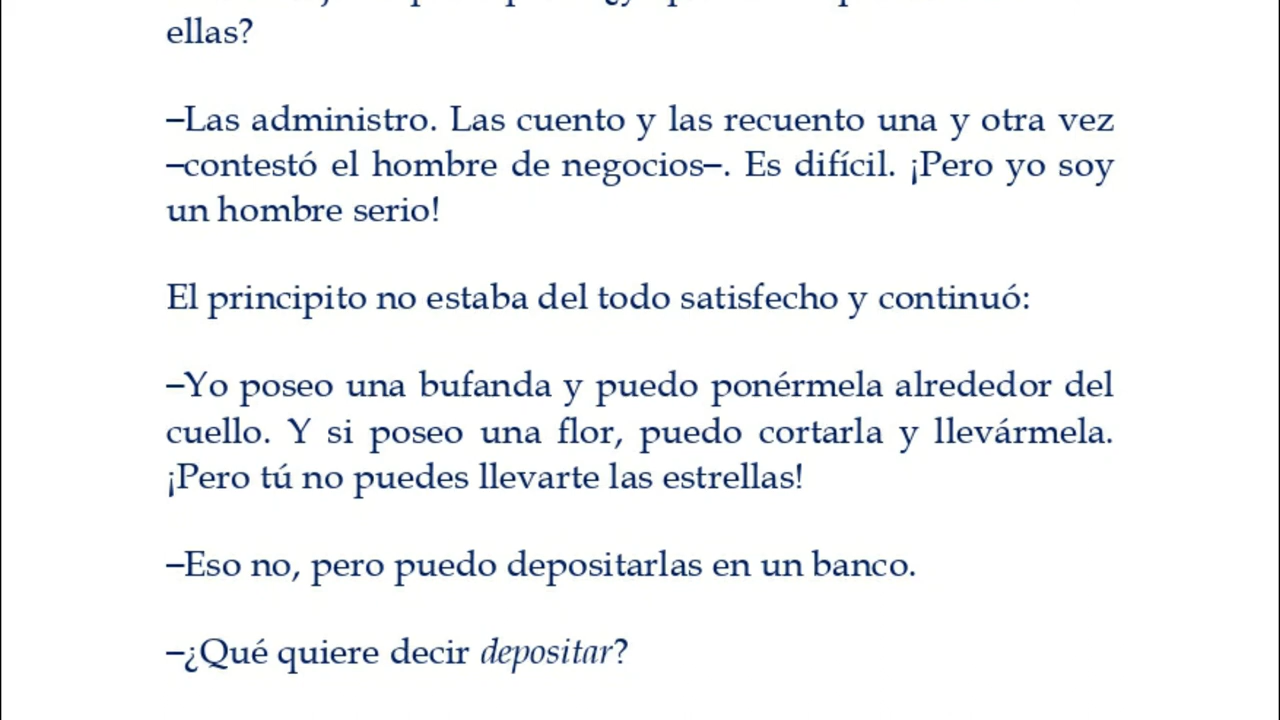 ellas?
–Las administro. Las cuento y las recuento una y otra vez
–contestó el hombre de negocios–. Es difícil. ¡Pero yo soy
un hombre serio!
El principito no estaba del todo satisfecho y continuó:
–Yo poseo una bufanda y puedo ponérmela alrededor del
cuello. Y si poseo una flor, puedo cortarla y llevármela.
¡Pero tú no puedes llevarte las estrellas!
–Eso no, pero puedo depositarlas en un banco.
–¿Qué quiere decir depositar?